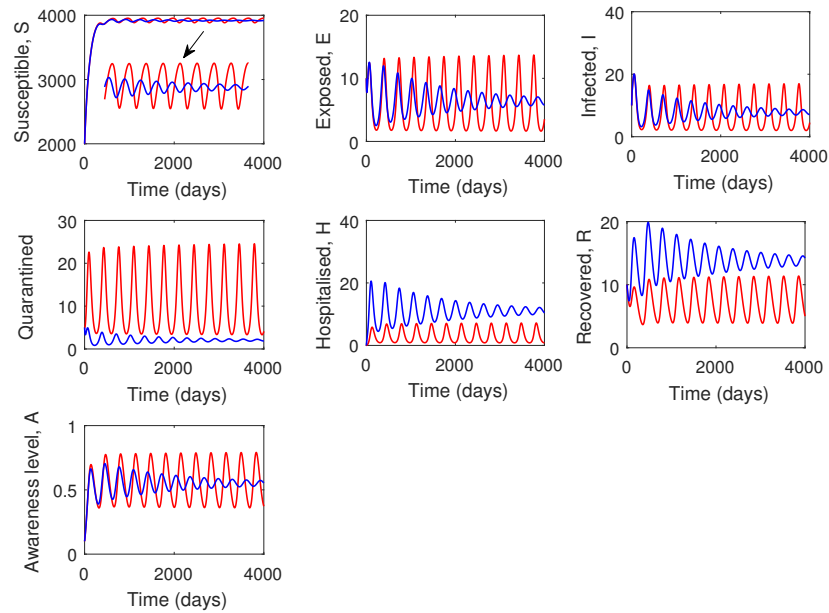 Susceptible, S
4000
3000
2000
0 2000 4000
Time (days)
Exposed, E
20
10
0
0 2000 4000
Time (days)
Infected, I
40
20
0
0 2000 4000
Time (days)
Quarantined
30
20
10
0
0 2000 4000
Time (days)
Hospitalised, H
40
20
0
0 2000 4000
Time (days)
Recovered, R
20
10
0
0 2000 4000
Time (days)
Awareness level, A
1
0.5
0
0 2000 4000
Time (days)